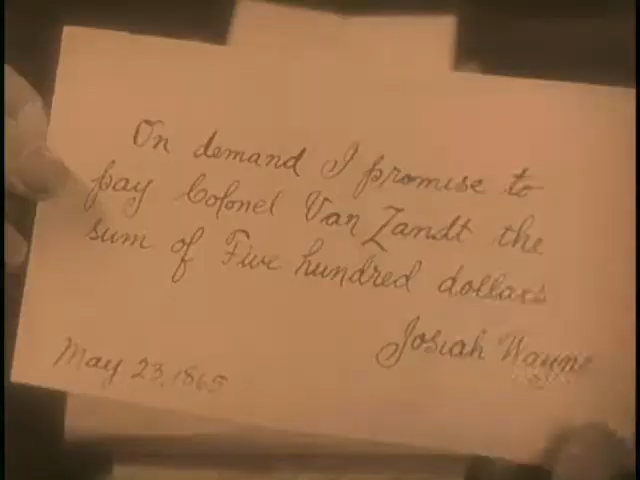 On demand I promise to
pay Colonel Van Zandt the
sum of Five hundred dollars
Josiah Wayne
May 23, 1865